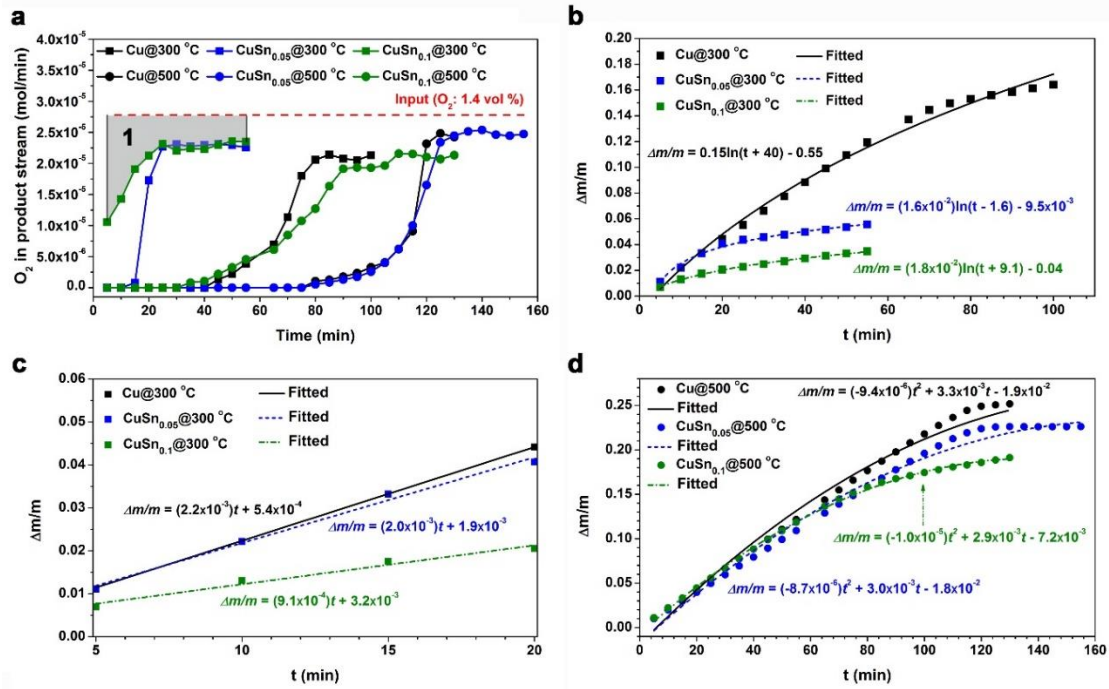 a
4.0x10⁻⁵
3.5x10⁻⁵
3.0x10⁻⁵
2.5x10⁻⁵
2.0x10⁻⁵
1.5x10⁻⁵
1.0x10⁻⁵
5.0x10⁻⁶
0.0
O₂ in product stream (mol/min)
Cu@300 °C CuSn₀.₀₅@300 °C CuSn₀.₁@300 °C
Cu@500 °C CuSn₀.₀₅@500 °C CuSn₀.₁@500 °C
Input (O₂: 1.4 vol %)
1
0 20 40 60 80 100 120 140 160
Time (min)
b
0.20
0.18
0.16
0.14
0.12
0.10
0.08
0.06
0.04
0.02
0.00
Δm/m
Cu@300 °C Fitted
CuSn₀.₀₅@300 °C Fitted
CuSn₀.₁@300 °C Fitted
Δm/m = 0.15ln(t + 40) - 0.55
Δm/m = (1.6x10⁻²)ln(t - 1.6) - 9.5x10⁻³
Δm/m = (1.8x10⁻²)ln(t + 9.1) - 0.04
0 20 40 60 80 100
t (min)
c
0.06
0.05
0.04
0.03
0.02
0.01
0.00
Δm/m
Cu@300 °C Fitted
CuSn₀.₀₅@300 °C Fitted
CuSn₀.₁@300 °C Fitted
Δm/m = (2.2x10⁻³)t + 5.4x10⁻⁴
Δm/m = (2.0x10⁻³)t + 1.9x10⁻³
Δm/m = (9.1x10⁻⁴)t + 3.2x10⁻³
5 10 15 20
t (min)
d
0.25
0.20
0.15
0.10
0.05
0.00
Δm/m
Cu@500 °C
Fitted
CuSn₀.₀₅@500 °C
Fitted
CuSn₀.₁@500 °C
Fitted
Δm/m = (-9.4x10⁻⁶)t² + 3.3x10⁻³t - 1.9x10⁻²
Δm/m = (-1.0x10⁻⁵)t² + 2.9x10⁻³t - 7.2x10⁻³
Δm/m = (-8.7x10⁻⁶)t² + 3.0x10⁻³t - 1.8x10⁻²
0 20 40 60 80 100 120 140 160
t (min)